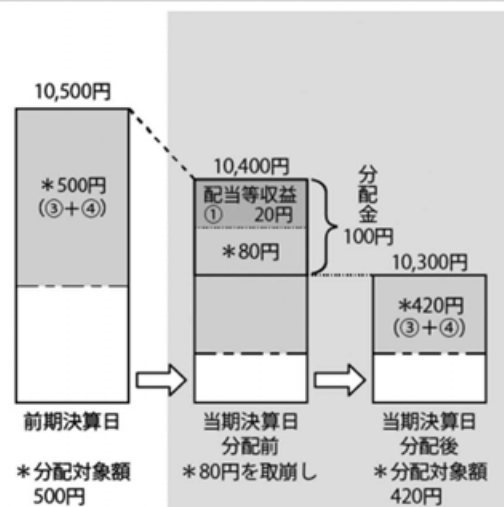 10,500円
*500円
(③+④)
前期決算日
*分配対象額
500円
10,400円
配当等収益
① 20円
*80円
分配金
100円
当期決算日
分配前
*80円を取崩し
10,300円
*420円
(③+④)
当期決算日
分配後
*分配対象額
420円